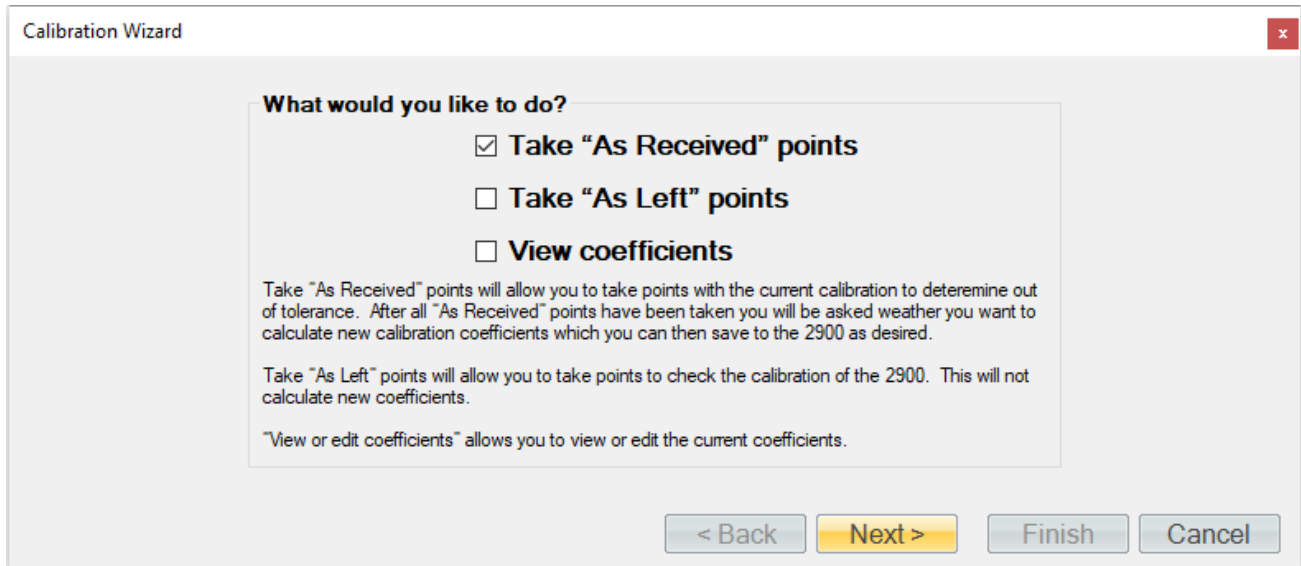 Calibration Wizard
x
What would you like to do?
Take “As Received” points
Take “As Left” points
View coefficients
Take “As Received” points will allow you to take points with the current calibration to deteremine out
of tolerance.  After all “As Received” points have been taken you will be asked weather you want to
calculate new calibration coefficients which you can then save to the 2900 as desired.
Take “As Left” points will allow you to take points to check the calibration of the 2900.  This will not
calculate new coefficients.
“View or edit coefficients” allows you to view or edit the current coefficients.
< Back Next > Finish Cancel